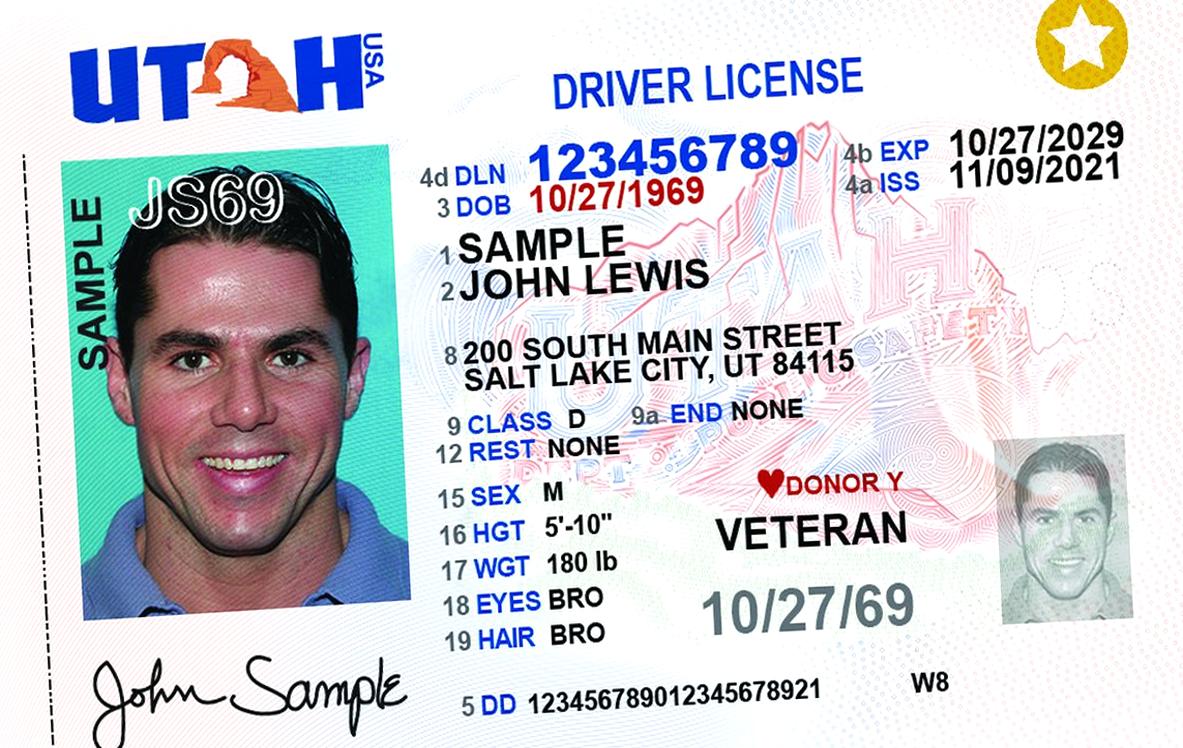 UTAH USA
DRIVER LICENSE
4d DLN 123456789
3 DOB 10/27/1969
4b EXP 10/27/2029
4a ISS 11/09/2021
SAMPLE
JS69
1 SAMPLE
2 JOHN LEWIS
8 200 SOUTH MAIN STREET
SALT LAKE CITY, UT 84115
9 CLASS D 9a END NONE
12 REST NONE
15 SEX M
16 HGT 5'-10"
17 WGT 180 lb
18 EYES BRO
19 HAIR BRO
♥DONOR Y
VETERAN
10/27/69
John Sample
5 DD 123456789012345678921
W8
UTAH
SAFETY